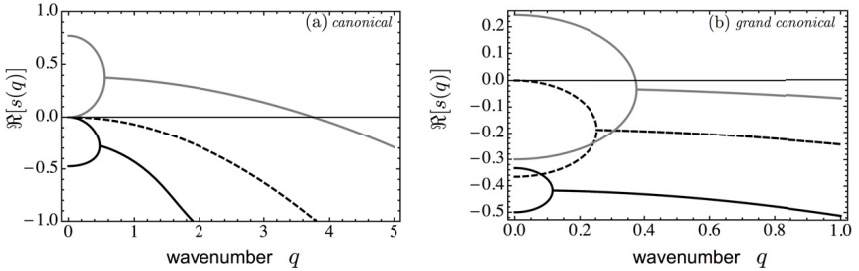 (a) canonical
1.0
0.5
0.0
−0.5
−1.0
ℜ[s(q)]
0 1 2 3 4 5
wavenumber q
(b) grand canonical
0.2
0.1
0.0
−0.1
−0.2
−0.3
−0.4
−0.5
ℜ[s(q)]
0.0 0.2 0.4 0.6 0.8 1.0
wavenumber q